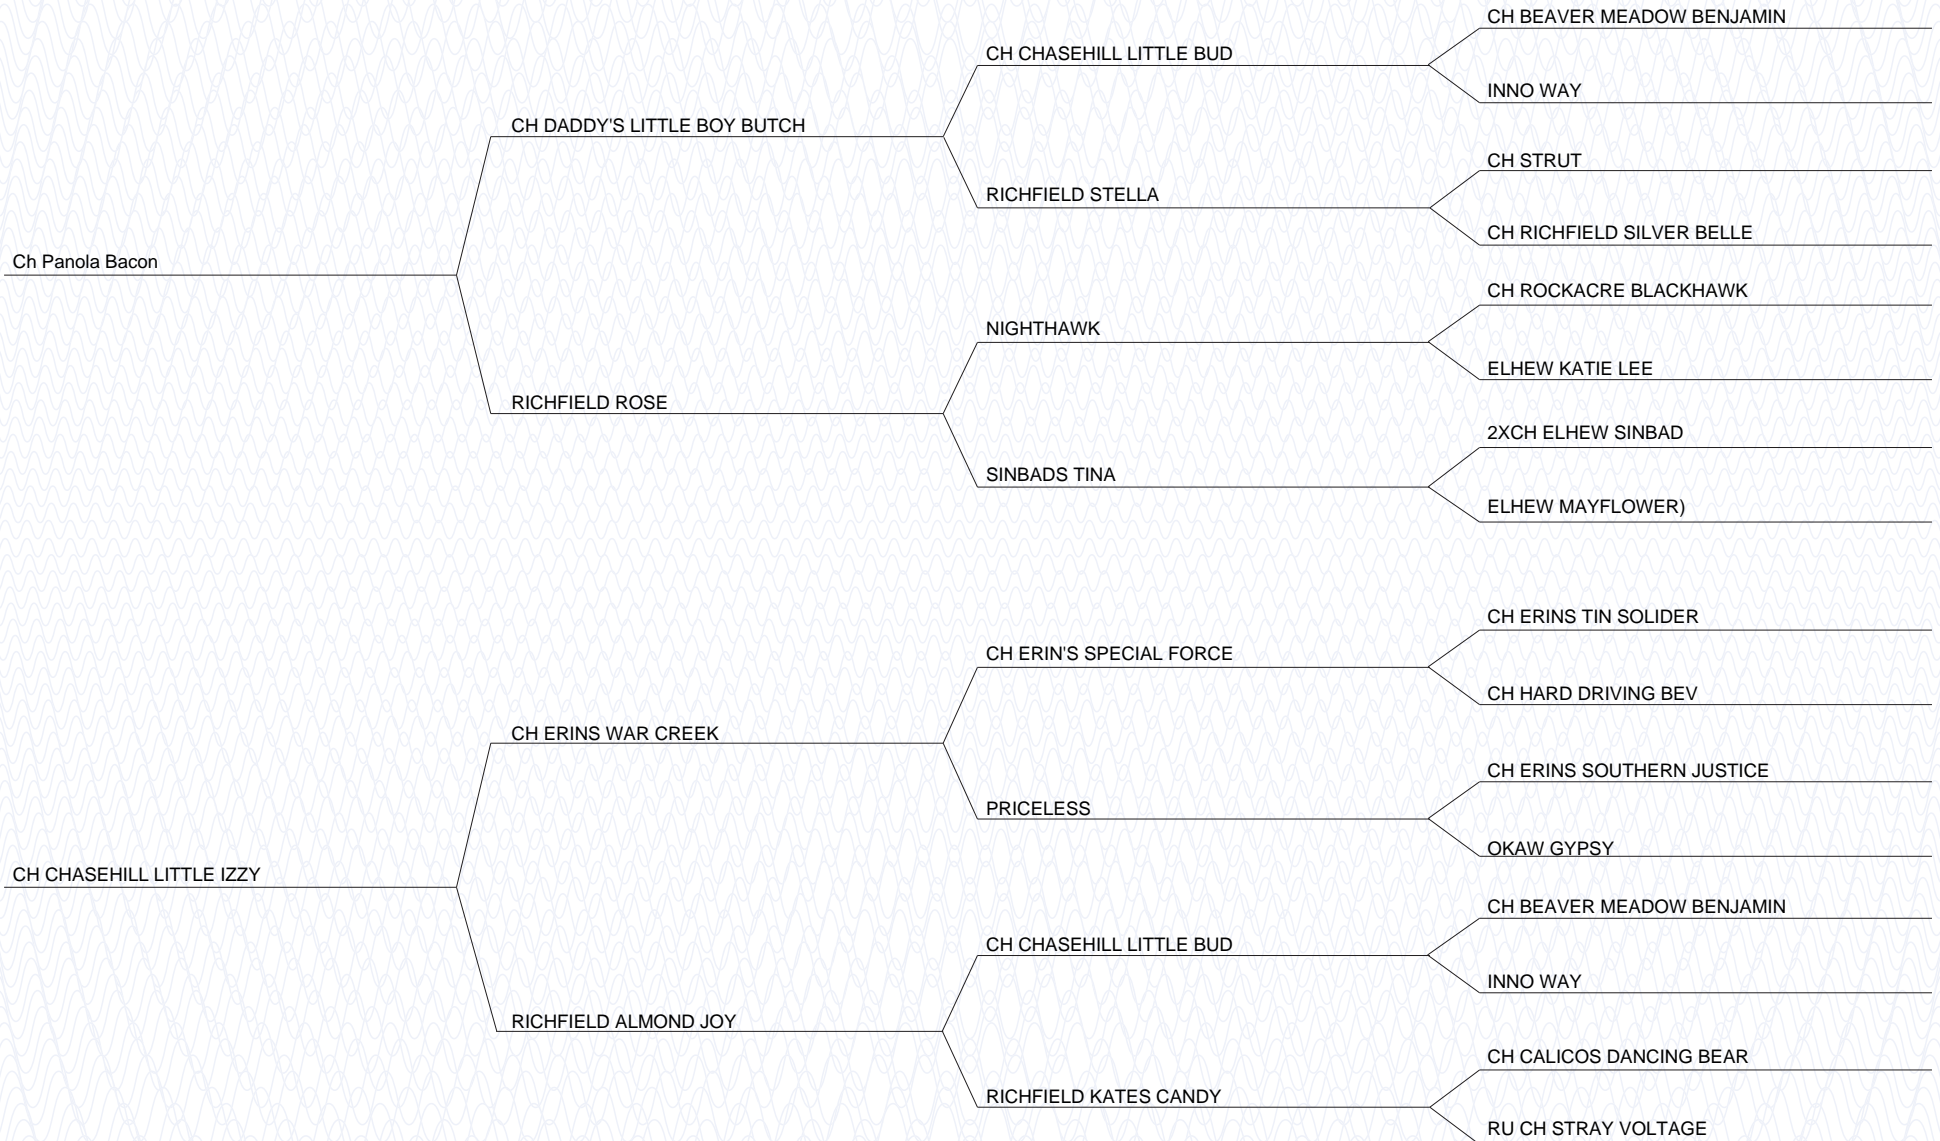 CH BEAVER MEADOW BENJAMIN
CH CHASEHILL LITTLE BUD
INNO WAY
CH DADDY'S LITTLE BOY BUTCH
CH STRUT
RICHFIELD STELLA
CH RICHFIELD SILVER BELLE
Ch Panola Bacon
CH ROCKACRE BLACKHAWK
NIGHTHAWK
ELHEW KATIE LEE
RICHFIELD ROSE
2XCH ELHEW SINBAD
SINBADS TINA
ELHEW MAYFLOWER)
CH ERINS TIN SOLIDER
CH ERIN'S SPECIAL FORCE
CH HARD DRIVING BEV
CH ERINS WAR CREEK
CH ERINS SOUTHERN JUSTICE
PRICELESS
OKAW GYPSY
CH CHASEHILL LITTLE IZZY
CH BEAVER MEADOW BENJAMIN
CH CHASEHILL LITTLE BUD
INNO WAY
RICHFIELD ALMOND JOY
CH CALICOS DANCING BEAR
RICHFIELD KATES CANDY
RU CH STRAY VOLTAGE